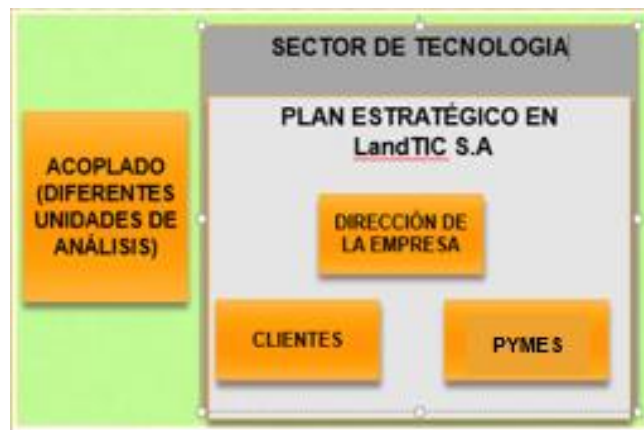 SECTOR DE TECNOLOGIA
PLAN ESTRATÉGICO EN
LandTIC S.A
ACOPLADO
(DIFERENTES
UNIDADES DE
ANÁLISIS)
DIRECCIÓN DE
LA EMPRESA
CLIENTES
PYMES